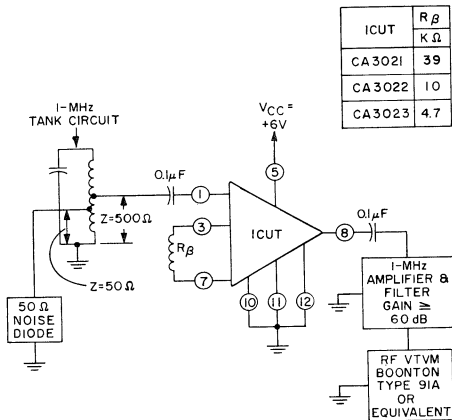 ICUT
Rβ
KΩ
CA3021 39
CA3022 10
CA3023 4.7
1-MHz
TANK CIRCUIT
VCC =
+6V
0.1µF
1
5
Z=500Ω
3
ICUT
Rβ
8
0.1µF
7
Z=50Ω
10
11
12
50 Ω
NOISE
DIODE
1-MHz
AMPLIFIER &
FILTER
GAIN ≧
60 dB
RF VTVM
BOONTON
TYPE 91A
OR
EQUIVALENT